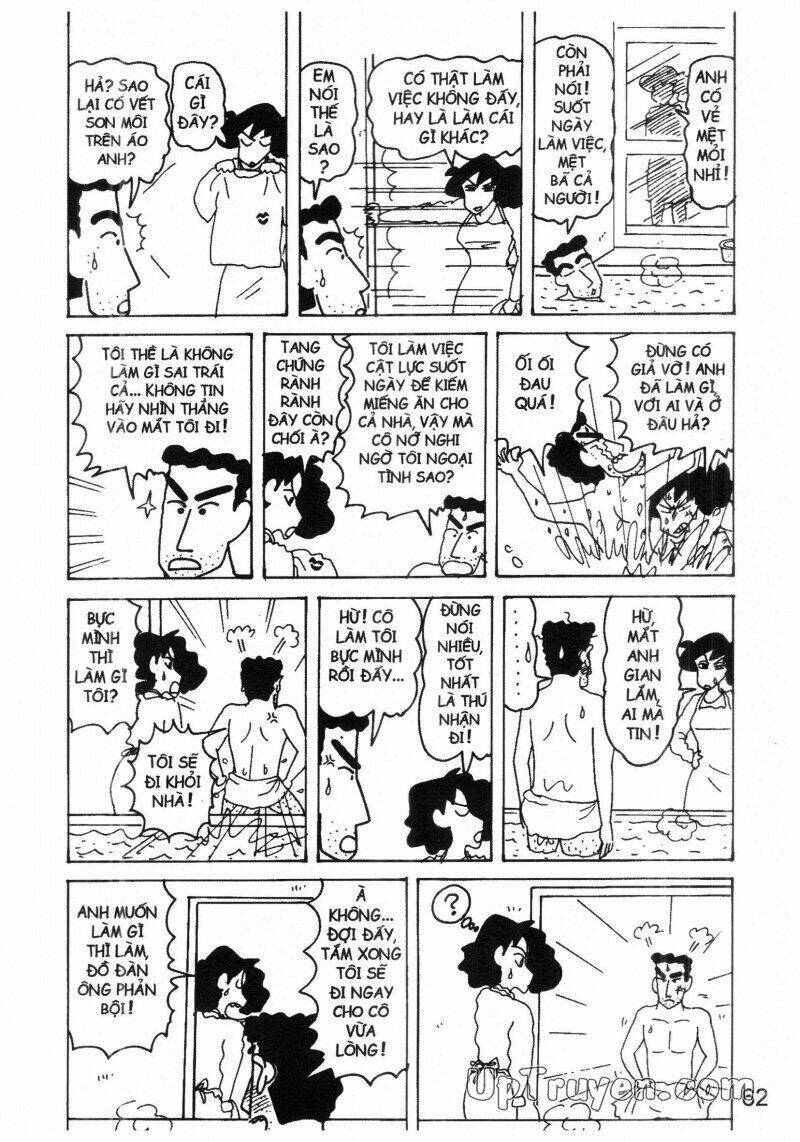 ANH
CÓ VẺ
MỆT
MỎI
NHỈ!
CÒN
PHẢI
NÓI!
SUỐT
NGÀY
LÀM VIỆC,
MỆT
BÃ CẢ
NGƯỜI!
CÓ THẬT LÀM
VIỆC KHÔNG ĐẤY,
HAY LÀ LÀM CÁI
GÌ KHÁC?
EM
NÓI
THẾ
LÀ
SAO?
CÁI
GÌ
ĐÂY?
HẢ? SAO
LẠI CÓ VẾT
SON MÔI
TRÊN ÁO
ANH?
ĐỪNG CÓ
GIẢ VỜ! ANH
ĐÃ LÀM GÌ,
VỚI AI VÀ Ở
ĐÂU HẢ?
ỐI ỐI
ĐAU
QUÁ!
TÔI LÀM VIỆC
CẬT LỰC SUỐT
NGÀY ĐỂ KIẾM
MIẾNG ĂN CHO
CẢ NHÀ, VẬY MÀ
CÔ NỠ NGHI
NGỜ TÔI NGOẠI
TÌNH SAO?
TANG
CHỨNG
RÀNH
RÀNH
ĐÂY CÒN
CHỐI À?
TÔI THỀ LÀ KHÔNG
LÀM GÌ SAI TRÁI
CẢ... KHÔNG TIN
HÃY NHÌN THẲNG
VÀO MẮT TÔI ĐI!
HỪ,
MẮT
ANH
GIAN
LẮM,
AI MÀ
TIN!
.....
ĐỪNG
NÓI
NHIỀU,
TỐT
NHẤT
LÀ THÚ
NHẬN
ĐI!
HỪ! CÔ
LÀM TÔI
BỰC MÌNH
RỒI ĐẤY...
BỰC
MÌNH
THÌ
LÀM GÌ
TÔI?
TÔI SẼ
ĐI KHỎI
NHÀ!
?
À
KHÔNG...
ĐỢI ĐẤY,
TẮM XONG
TÔI SẼ
ĐI NGAY
CHO CÔ
VỪA
LÒNG!
ANH MUỐN
LÀM GÌ
THÌ LÀM,
ĐỒ ĐÀN
ÔNG PHẢN
BỘI!
UpTruyen.com
62